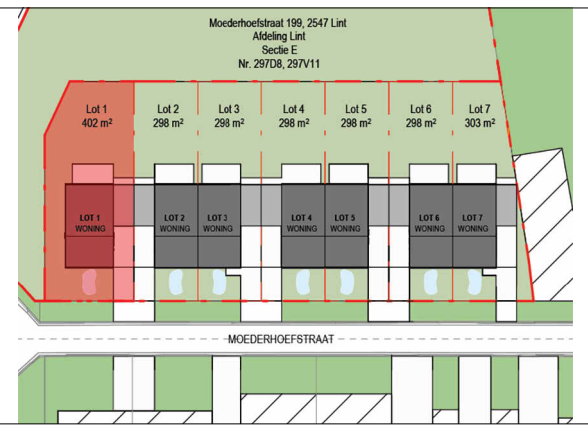 Moederhoefstraat 199, 2547 Lint
Afdeling Lint
Sectie E
Nr. 297D8, 297V11
Lot 1 Lot 2 Lot 3 Lot 4 Lot 5 Lot 6 Lot 7
402 m² 298 m² 298 m² 298 m² 298 m² 298 m² 303 m²
LOT 1 LOT 2 LOT 3 LOT 4 LOT 5 LOT 6 LOT 7
WONING WONING WONING WONING WONING WONING WONING
MOEDERHOEFSTRAAT